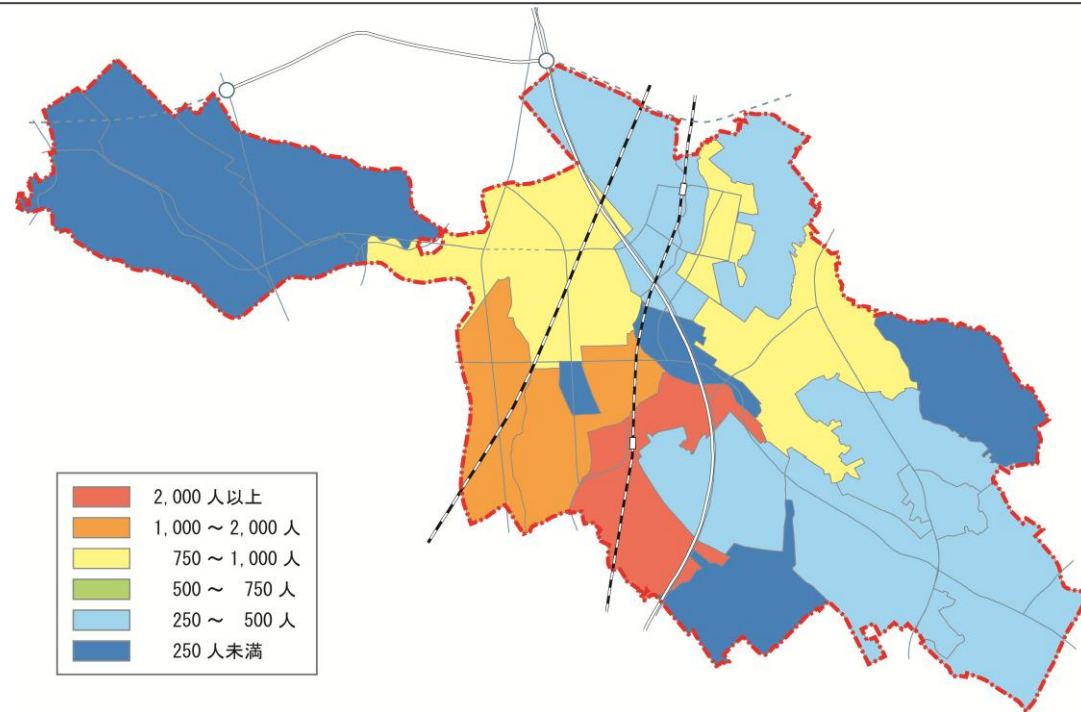 2,000 人以上
1,000 ～ 2,000 人
750 ～ 1,000 人
500 ～ 750 人
250 ～ 500 人
250 人未満